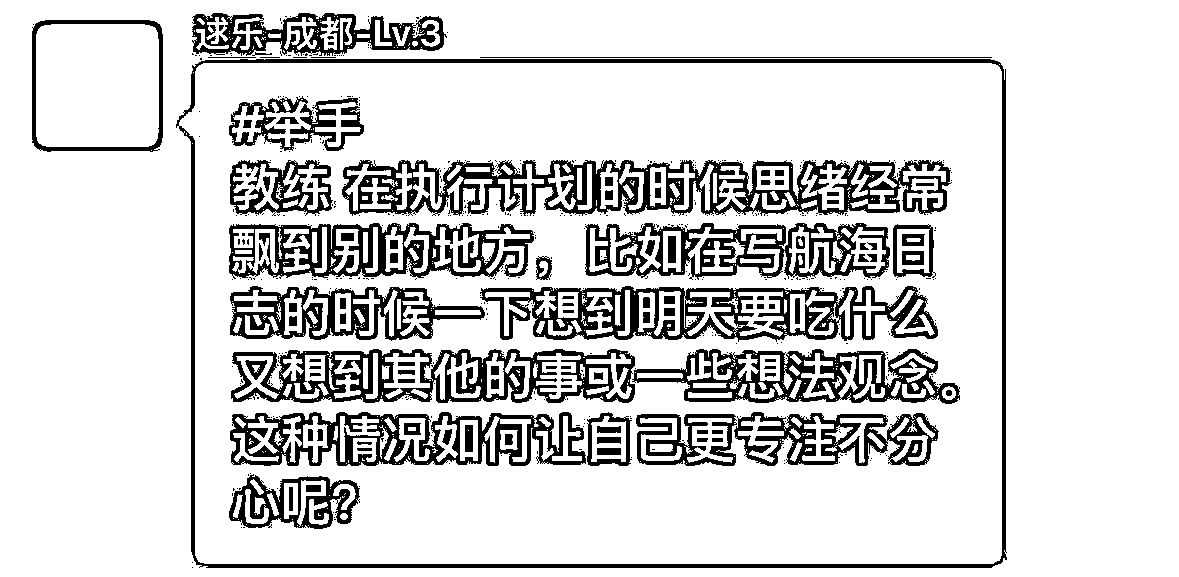 逑乐-成都-Lv.3
#举手
教练 在执行计划的时候思绪经常
飘到别的地方，比如在写航海日
志的时候一下想到明天要吃什么
又想到其他的事或一些想法观念。
这种情况如何让自己更专注不分
心呢？